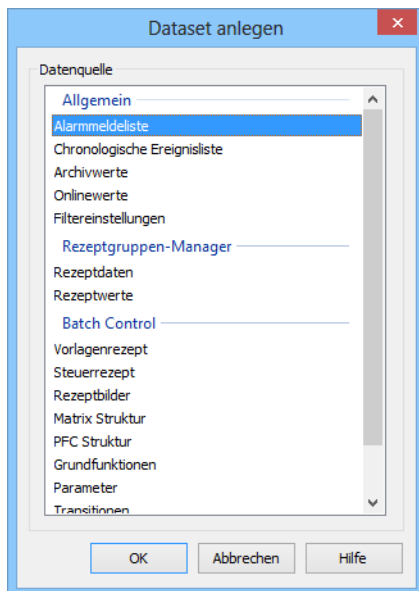 Dataset anlegen
Datenquelle
Allgemein
Alarmmeldeliste
Chronologische Ereignisliste
Archivwerte
Onlinewerte
Filtereinstellungen
Rezeptgruppen-Manager
Rezeptdaten
Rezeptwerte
Batch Control
Vorlagenrezept
Steuerrezept
Rezeptbilder
Matrix Struktur
PFC Struktur
Grundfunktionen
Parameter
Transitionen
OK Abbrechen Hilfe